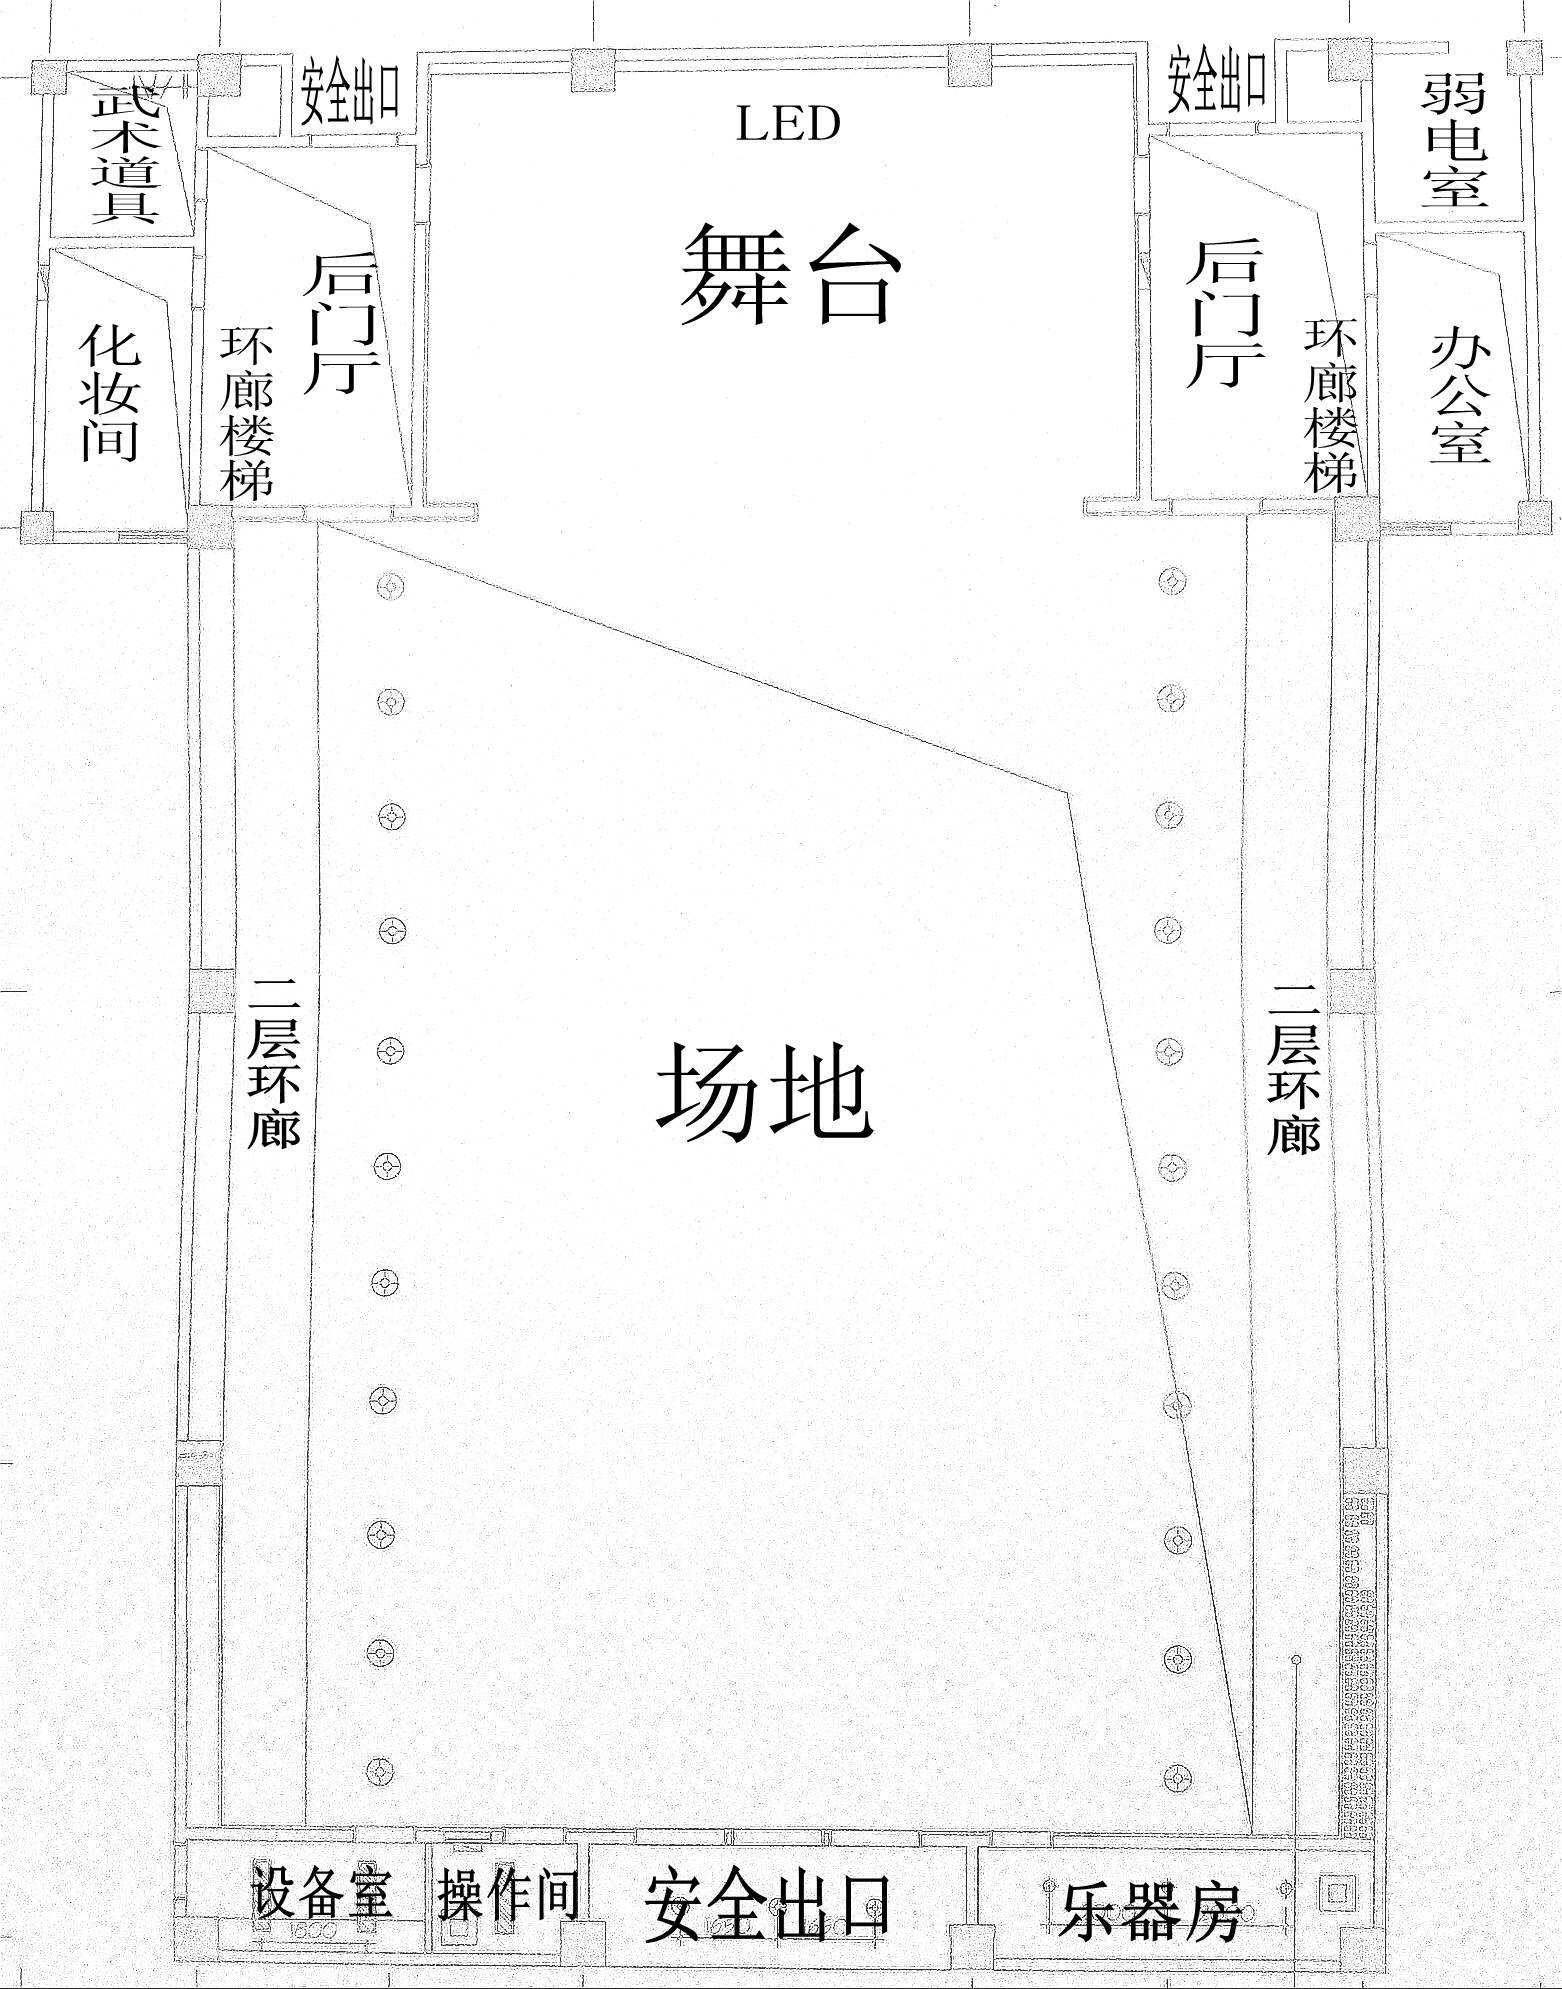 安全出口
安全出口
LED
武术道具
弱电室
舞台
后门厅
后门厅
化妆间
环廊楼梯
环廊楼梯
办公室
二层环廊
二层环廊
场地
设备室
操作间
安全出口
乐器房
1800